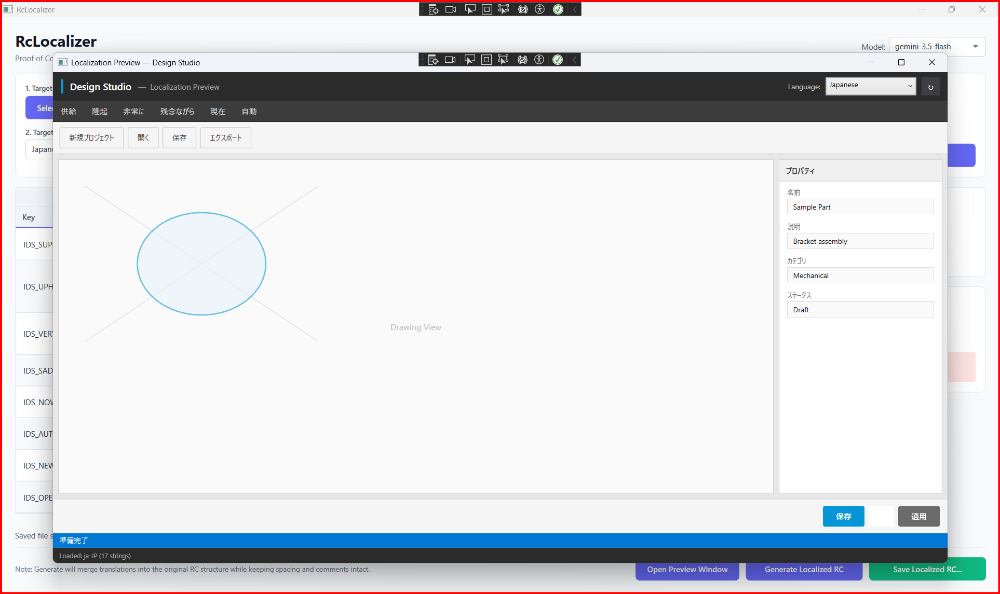 RcLocalizer
RcLocalizer
Proof of Co
Model: gemini-3.5-flash
1. Target
Selec
2. Target
Japane
Key
IDS_SUP
IDS_UPH
IDS_VER
IDS_SAD
IDS_NOW
IDS_AUT
IDS_NEW
IDS_OPE
Saved file s
Localization Preview — Design Studio
Design Studio — Localization Preview
Language: Japanese
供給 隆起 非常に 残念ながら 現在 自動
新規プロジェクト 開く 保存 エクスポート
Drawing View
プロパティ
名前
Sample Part
説明
Bracket assembly
カテゴリ
Mechanical
ステータス
Draft
保存 適用
準備完了
Loaded: ja-JP (17 strings)
Note: Generate will merge translations into the original RC structure while keeping spacing and comments intact.
Open Preview Window Generate Localized RC Save Localized RC...